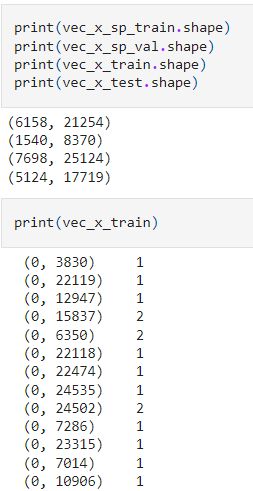 print(vec_x_sp_train.shape)
print(vec_x_sp_val.shape)
print(vec_x_train.shape)
print(vec_x_test.shape)
(6158, 21254)
(1540, 8370)
(7698, 25124)
(5124, 17719)
print(vec_x_train)
(0, 3830) 1
(0, 22119) 1
(0, 12947) 1
(0, 15837) 2
(0, 6350) 2
(0, 22118) 1
(0, 22474) 1
(0, 24535) 1
(0, 24502) 2
(0, 7286) 1
(0, 23315) 1
(0, 7014) 1
(0, 10906) 1